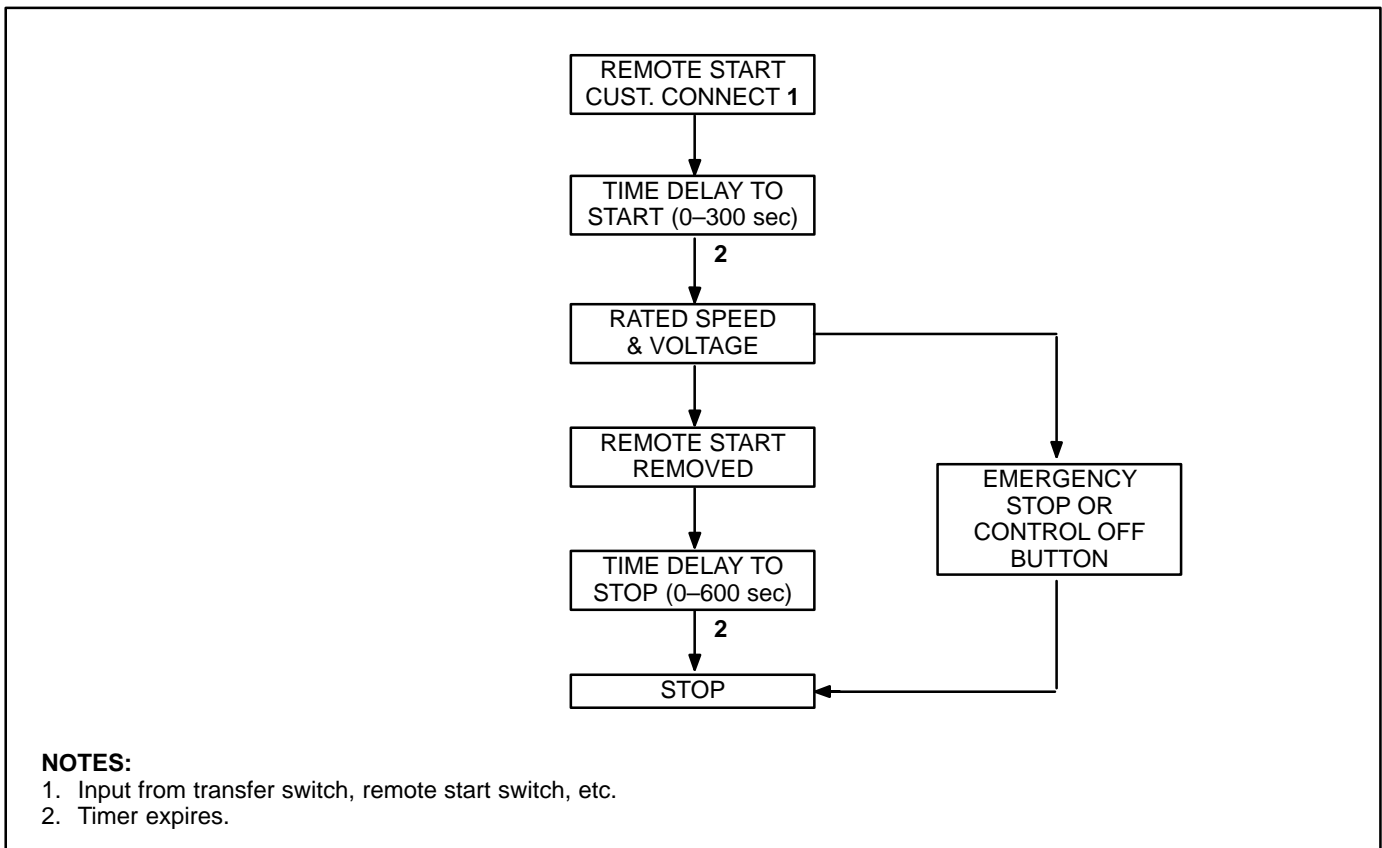 REMOTE START
CUST. CONNECT 1
TIME DELAY TO
START (0–300 sec)
2
RATED SPEED
& VOLTAGE
REMOTE START
REMOVED
EMERGENCY
STOP OR
CONTROL OFF
BUTTON
TIME DELAY TO
STOP (0–600 sec)
2
STOP
NOTES:
1. Input from transfer switch, remote start switch, etc.
2. Timer expires.